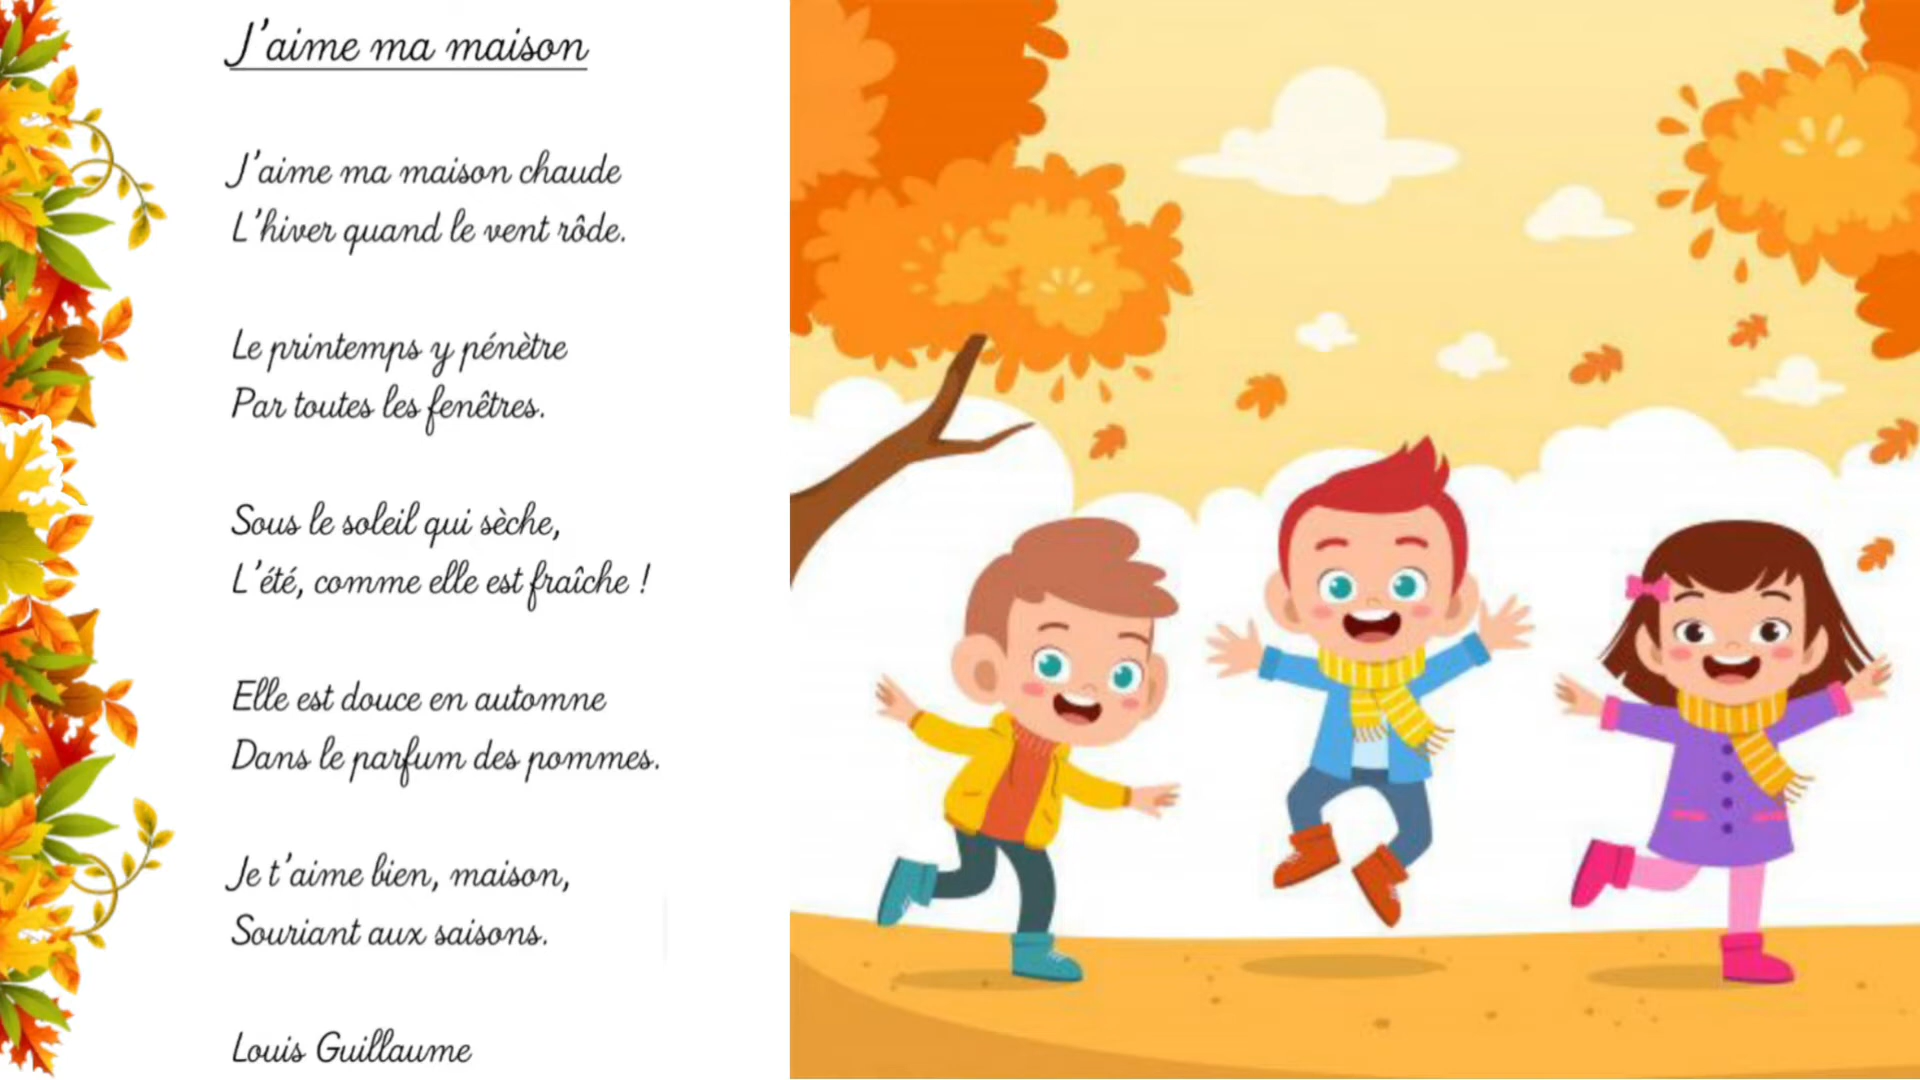 J'aime ma maison
J'aime ma maison chaude
L'hiver quand le vent rôde.
Le printemps y pénètre
Par toutes les fenêtres.
Sous le soleil qui sèche,
L'été, comme elle est fraîche !
Elle est douce en automne
Dans le parfum des pommes.
Je t'aime bien, maison,
Souriant aux saisons.
Louis Guillaume